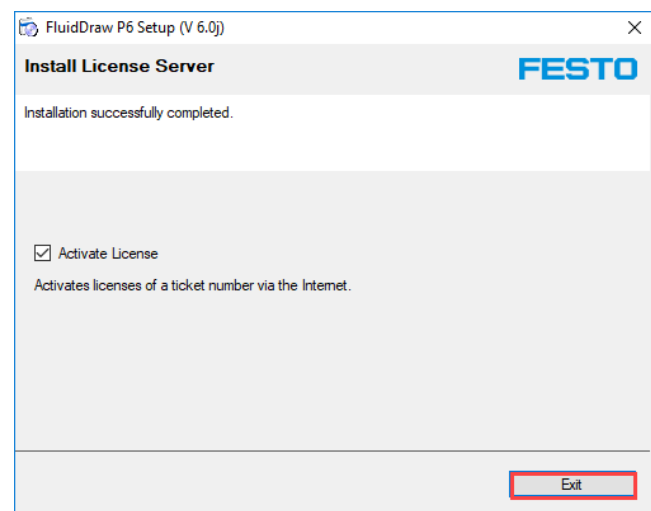 FluidDraw P6 Setup (V 6.0j)
Install License Server
FESTO
Installation successfully completed.
Activate License
Activates licenses of a ticket number via the Internet.
Exit